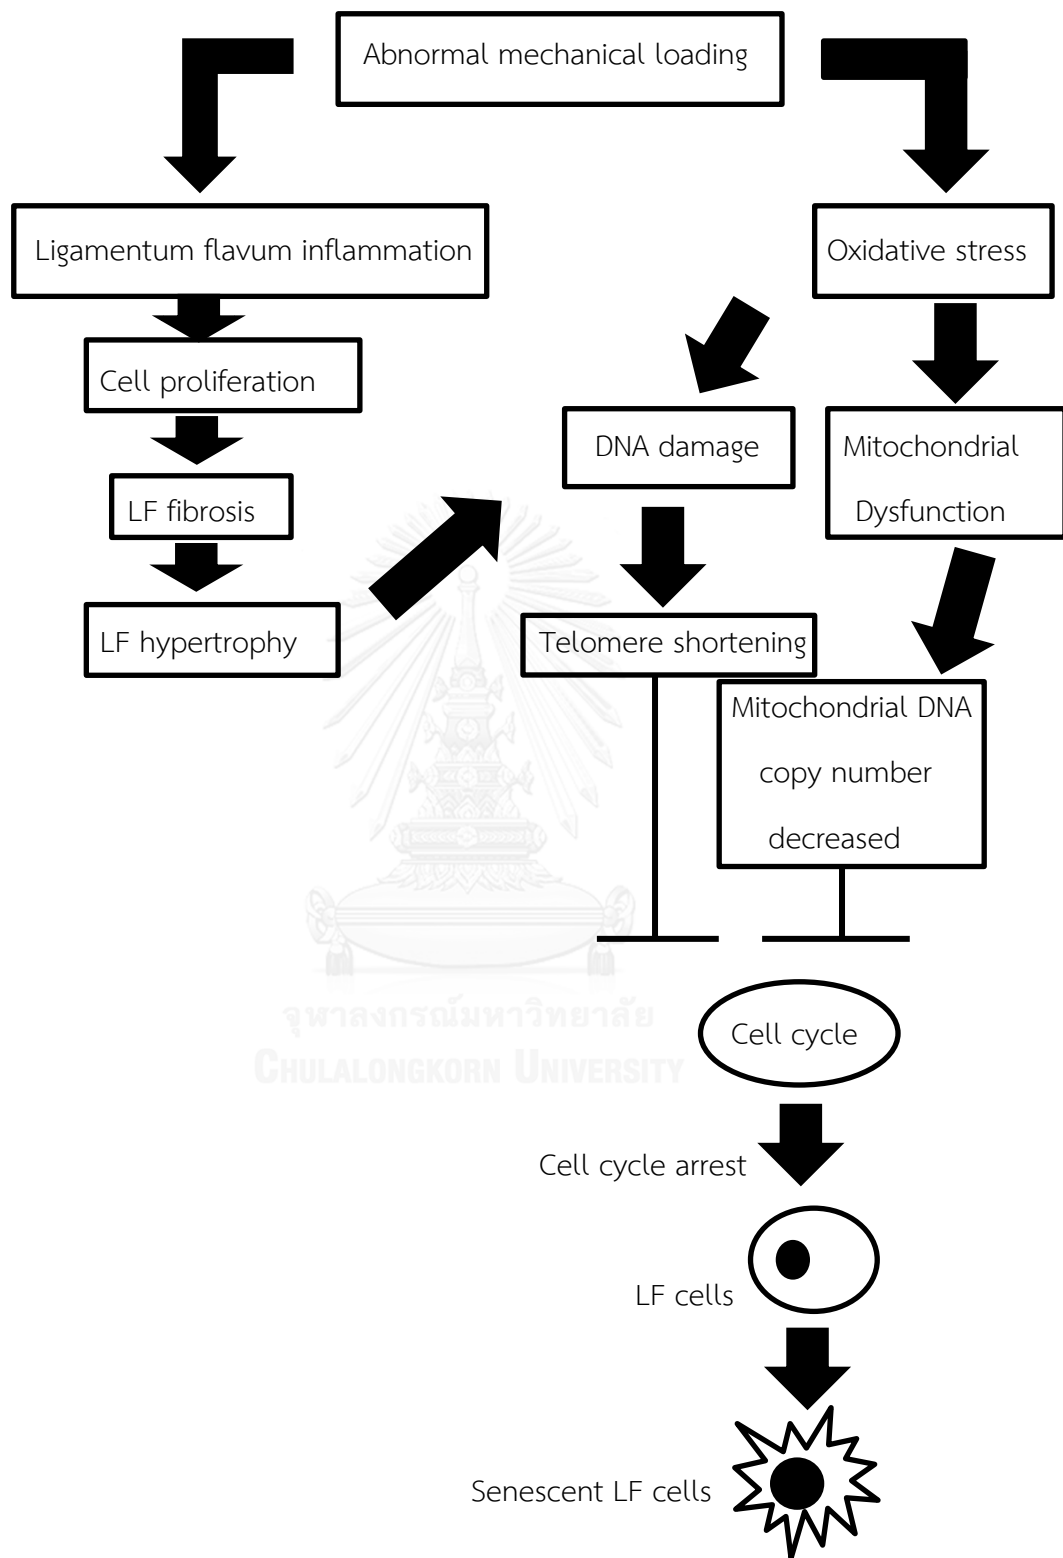 Abnormal mechanical loading
Ligamentum flavum inflammation
Oxidative stress
Cell proliferation
DNA damage
Mitochondrial
Dysfunction
LF fibrosis
LF hypertrophy
Telomere shortening
Mitochondrial DNA
copy number
decreased
จุฬาลงกรณ์มหาวิทยาลัย
CHULALONGKORN UNIVERSITY
Cell cycle
Cell cycle arrest
LF cells
Senescent LF cells